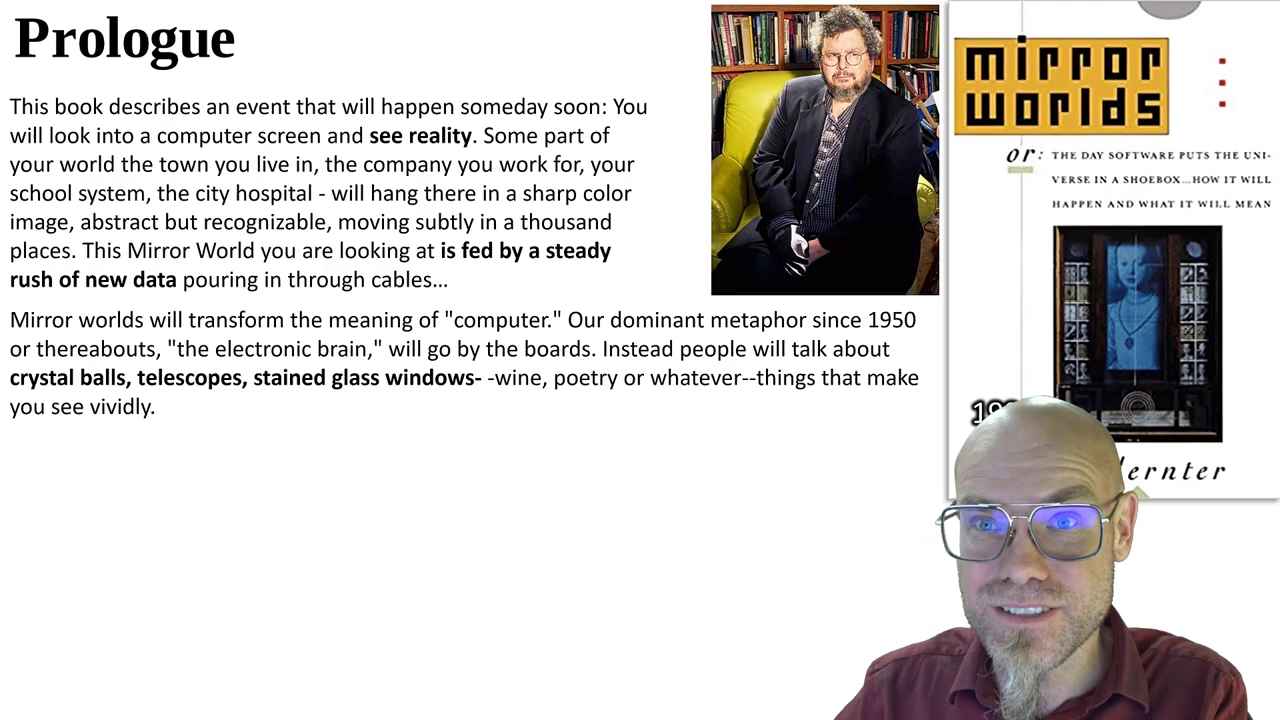 Prologue
This book describes an event that will happen someday soon: You
will look into a computer screen and see reality. Some part of
your world the town you live in, the company you work for, your
school system, the city hospital - will hang there in a sharp color
image, abstract but recognizable, moving subtly in a thousand
places. This Mirror World you are looking at is fed by a steady
rush of new data pouring in through cables…
Mirror worlds will transform the meaning of "computer." Our dominant metaphor since 1950
or thereabouts, "the electronic brain," will go by the boards. Instead people will talk about
crystal balls, telescopes, stained glass windows- -wine, poetry or whatever--things that make
you see vividly.
mirror
worlds
or: THE DAY SOFTWARE PUTS THE UNI-
VERSE IN A SHOEBOX...HOW IT WILL
HAPPEN AND WHAT IT WILL MEAN